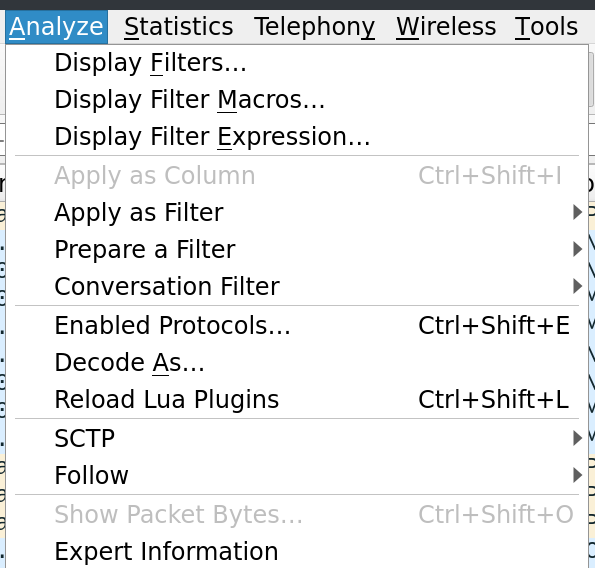 Analyze Statistics Telephony Wireless Tools
Display Filters...
Display Filter Macros...
Display Filter Expression...
Apply as Column Ctrl+Shift+I
Apply as Filter
Prepare a Filter
Conversation Filter
Enabled Protocols... Ctrl+Shift+E
Decode As...
Reload Lua Plugins Ctrl+Shift+L
SCTP
Follow
Show Packet Bytes... Ctrl+Shift+O
Expert Information